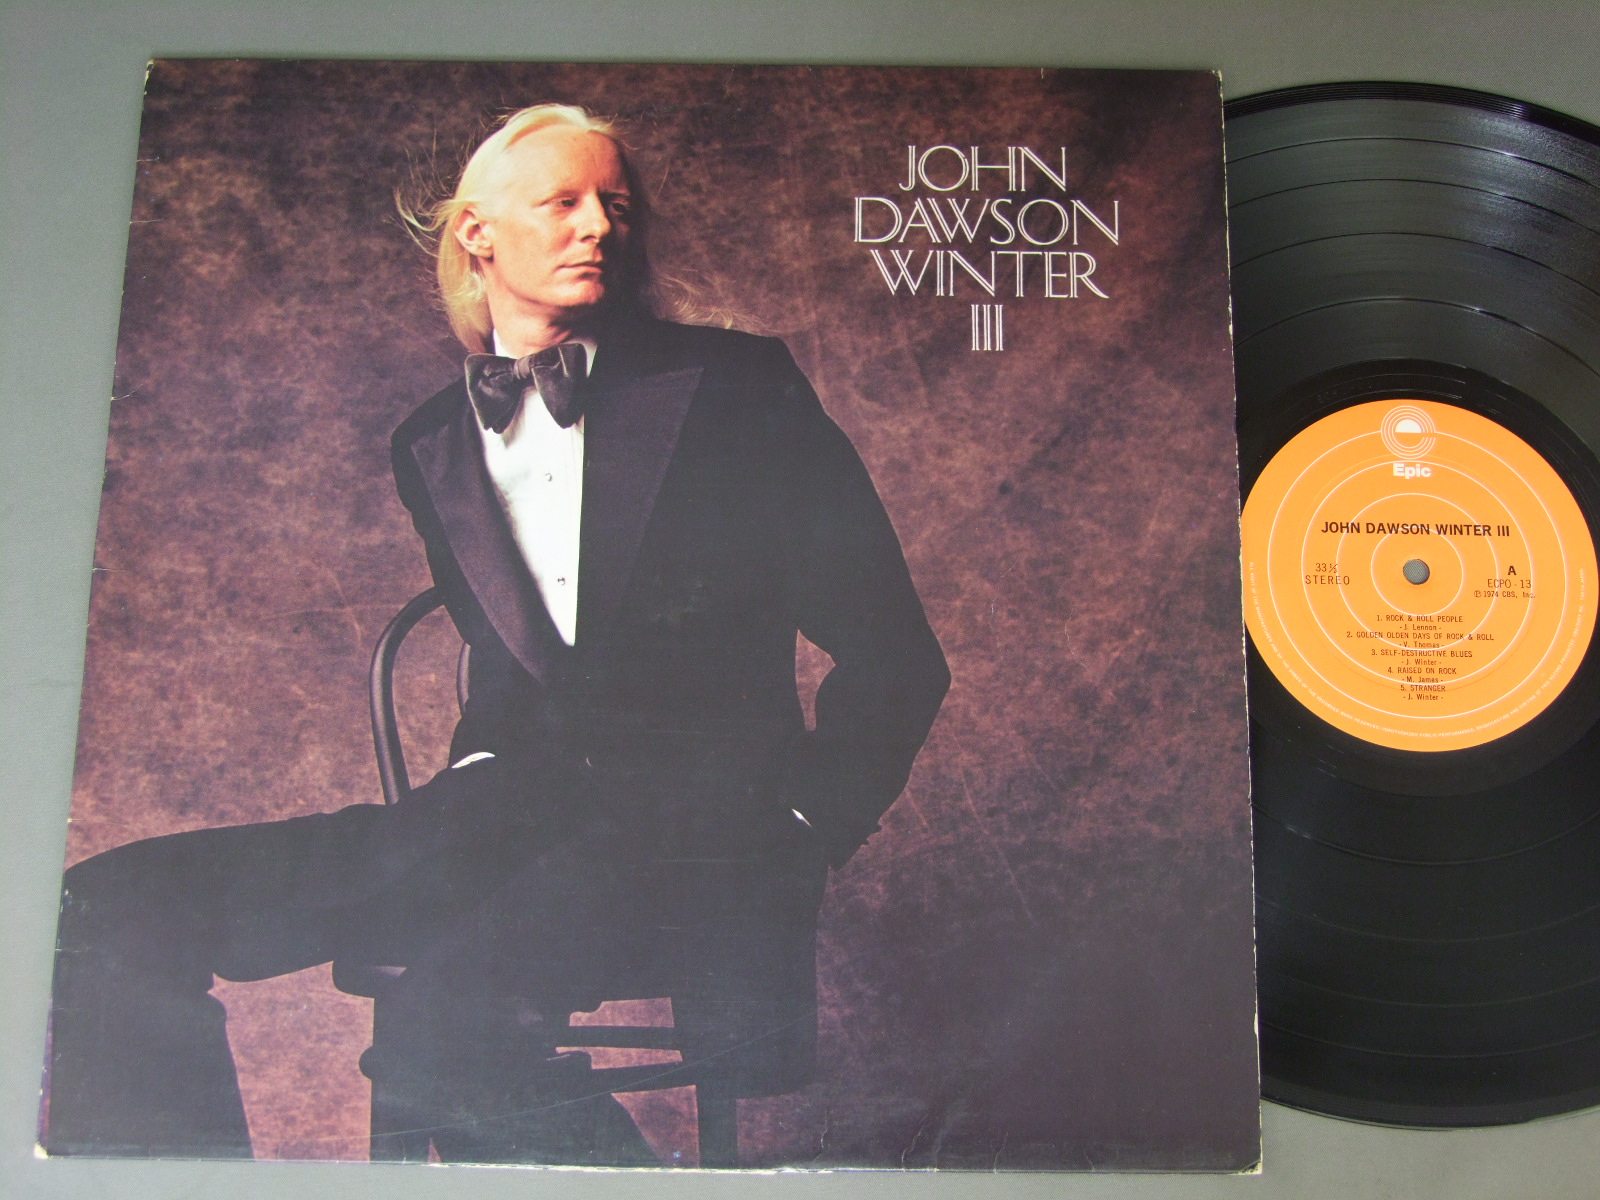 JOHN
DAWSON
WINTER
III
Epic
JOHN DAWSON WINTER III
33⅓
STEREO
A
ECPO-13
Ⓟ 1974 CBS, Inc.
1. ROCK & ROLL PEOPLE
- J. Lennon -
2. GOLDEN OLDEN DAYS OF ROCK & ROLL
- V. Thomas -
3. SELF-DESTRUCTIVE BLUES
- J. Winter -
4. RAISED ON ROCK
- M. James -
5. STRANGER
- J. Winter -